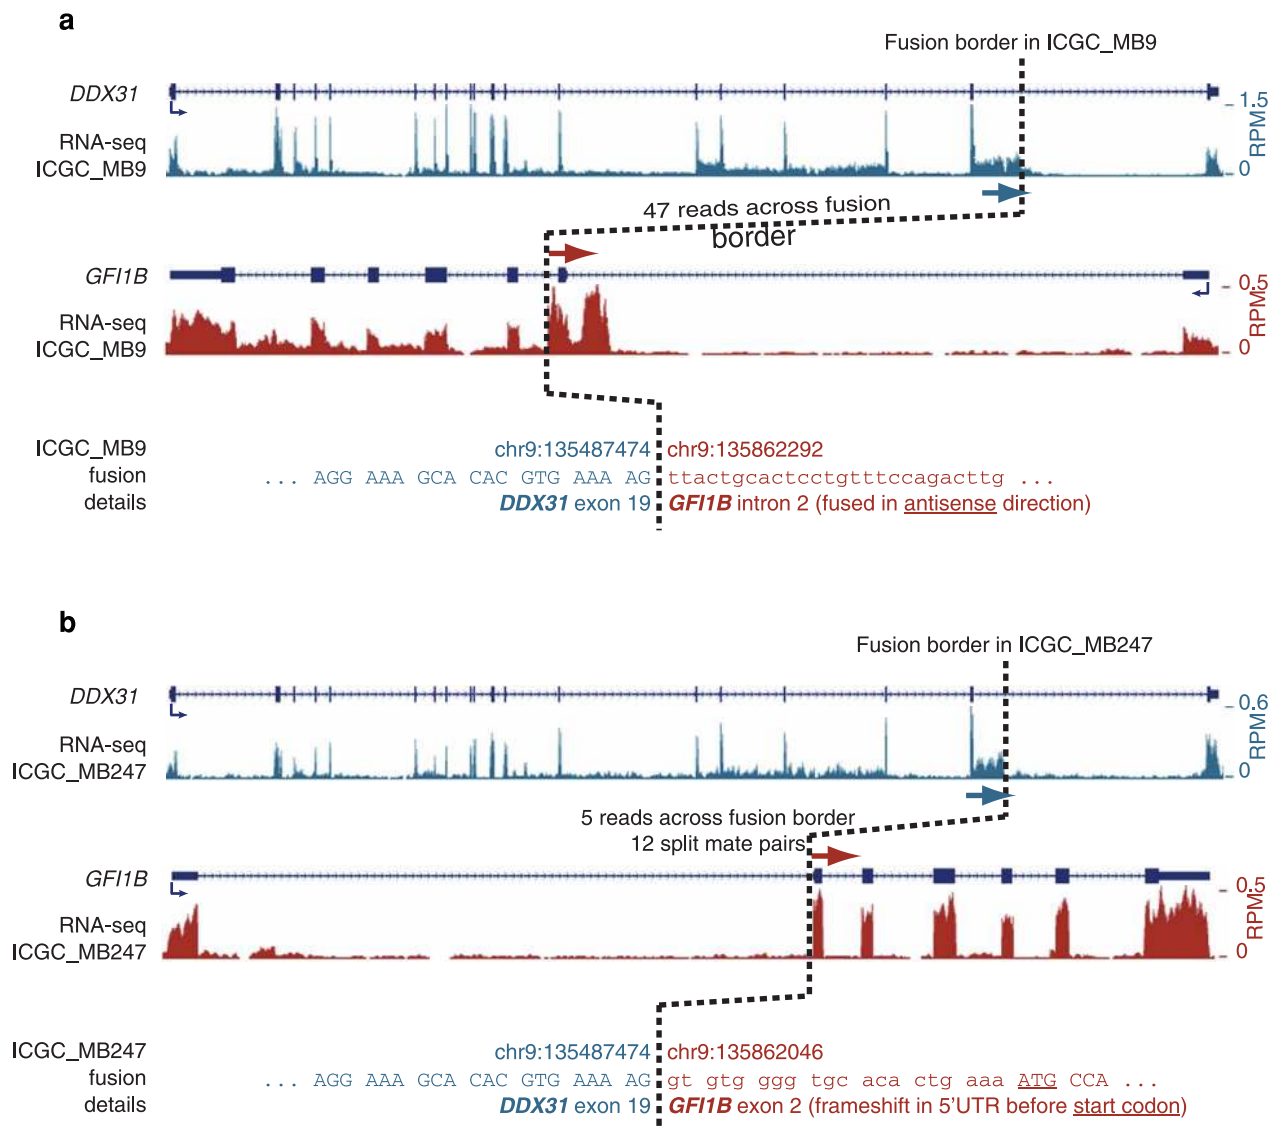 a
Fusion border in ICGC_MB9
DDX31
1.5
RPM
0
RNA-seq
ICGC_MB9
47 reads across fusion
border
GFI1B
0.5
RPM
0
RNA-seq
ICGC_MB9
ICGC_MB9 chr9:135487474 chr9:135862292
fusion ... AGG AAA GCA CAC GTG AAA AG ttactgcactcctgtttccagacttg ...
details DDX31 exon 19 GFI1B intron 2 (fused in antisense direction)
b
Fusion border in ICGC_MB247
DDX31
0.6
RPM
0
RNA-seq
ICGC_MB247
5 reads across fusion border
12 split mate pairs
GFI1B
0.5
RPM
0
RNA-seq
ICGC_MB247
ICGC_MB247 chr9:135487474 chr9:135862046
fusion ... AGG AAA GCA CAC GTG AAA AG gt gtg ggg tgc aca ctg aaa ATG CCA ...
details DDX31 exon 19 GFI1B exon 2 (frameshift in 5'UTR before start codon)